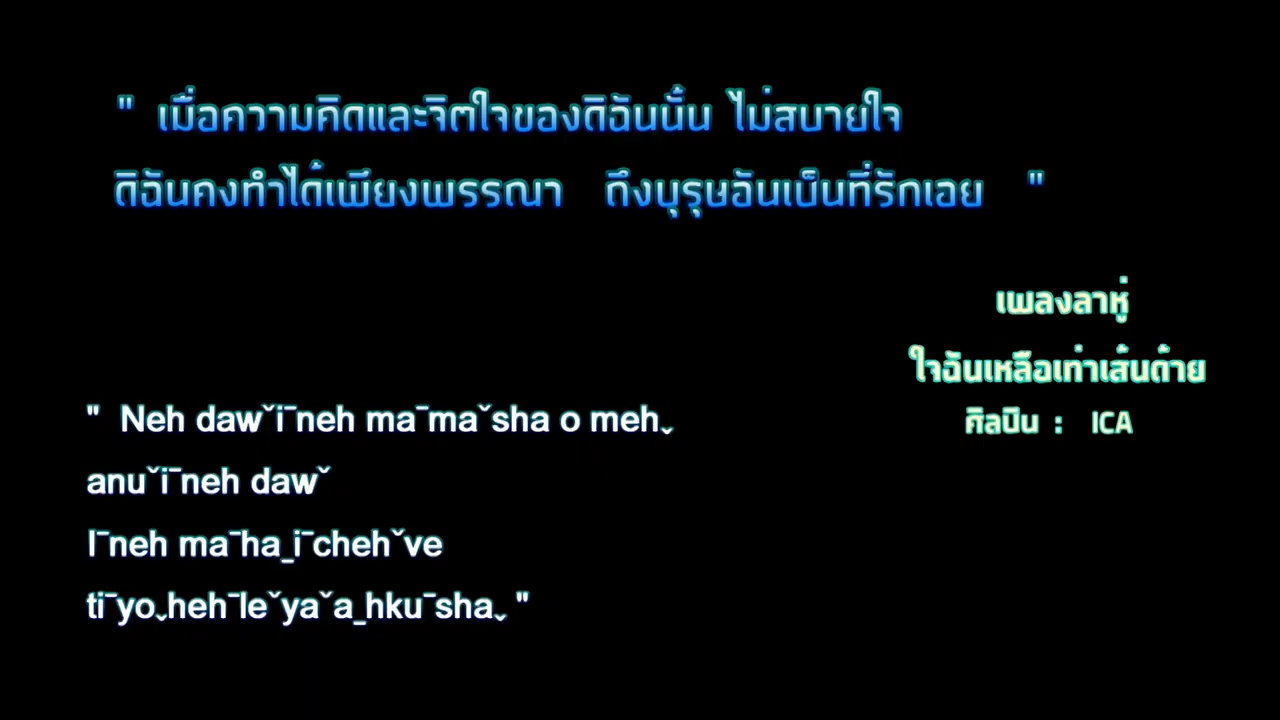 " เมื่อความคิดและจิตใจของดิฉันนั้น ไม่สบายใจ
ดิฉันคงทำได้เพียงพรรณา ถึงบุรุษอันเป็นที่รักเอย "
เพลงลาหู่
ใจฉันเหลือเท่าเส้นด้าย
ศิลปิน : ICA
" Neh dawˇiˉneh maˉmaˇsha o meh ̬
anuˇiˉneh dawˇ
Iˉneh maˉha_iˉchehˇve
tiˉyo ̬hehˉleˇyaˇa_hkuˉsha ̬ "